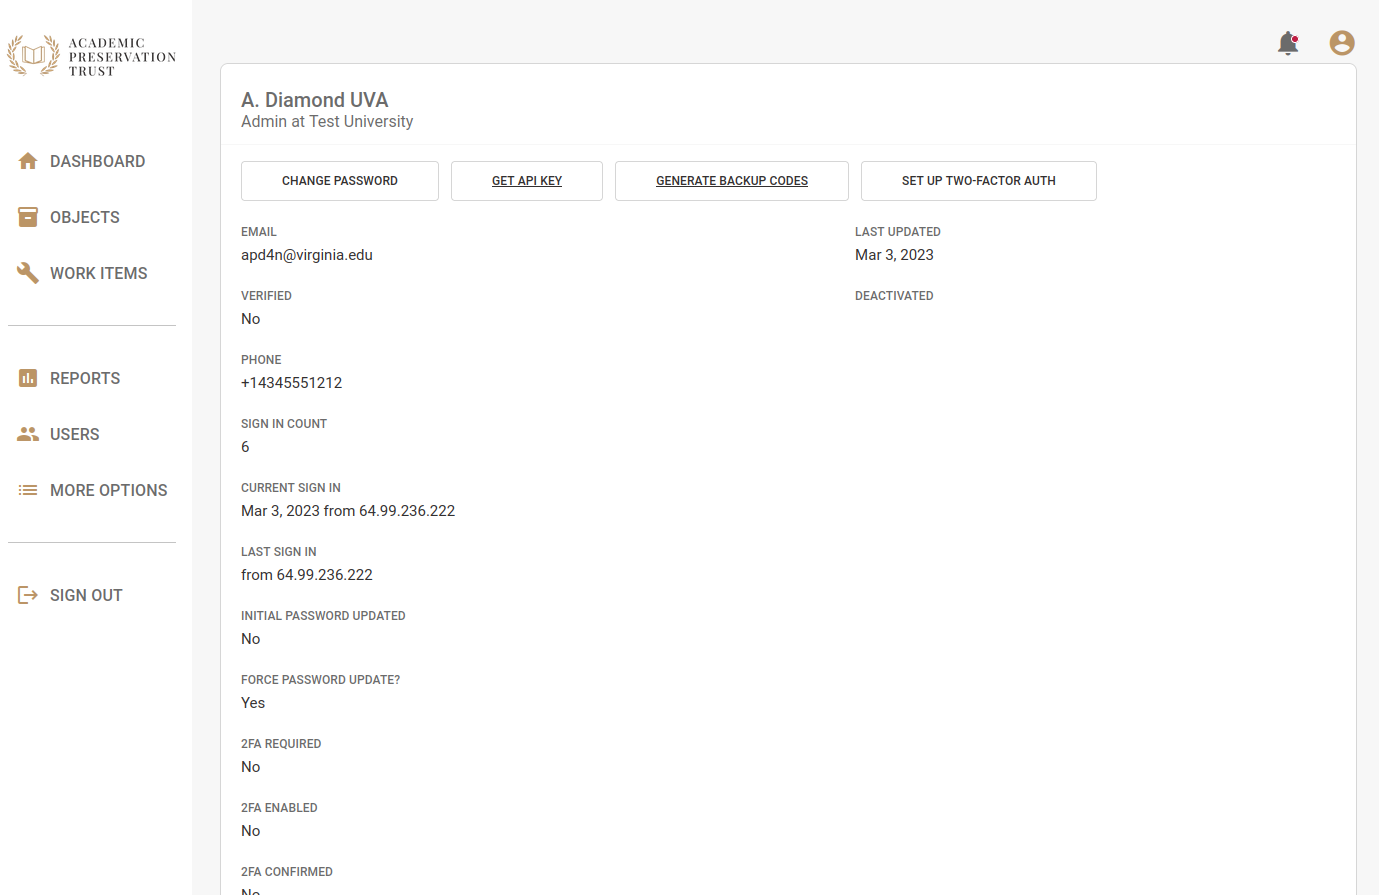 ACADEMIC
PRESERVATION
TRUST
DASHBOARD
OBJECTS
WORK ITEMS
REPORTS
USERS
MORE OPTIONS
SIGN OUT
A. Diamond UVA
Admin at Test University
CHANGE PASSWORD
GET API KEY
GENERATE BACKUP CODES
SET UP TWO-FACTOR AUTH
EMAIL
apd4n@virginia.edu
VERIFIED
No
PHONE
+14345551212
SIGN IN COUNT
6
CURRENT SIGN IN
Mar 3, 2023 from 64.99.236.222
LAST SIGN IN
from 64.99.236.222
INITIAL PASSWORD UPDATED
No
FORCE PASSWORD UPDATE?
Yes
2FA REQUIRED
No
2FA ENABLED
No
2FA CONFIRMED
No
LAST UPDATED
Mar 3, 2023
DEACTIVATED